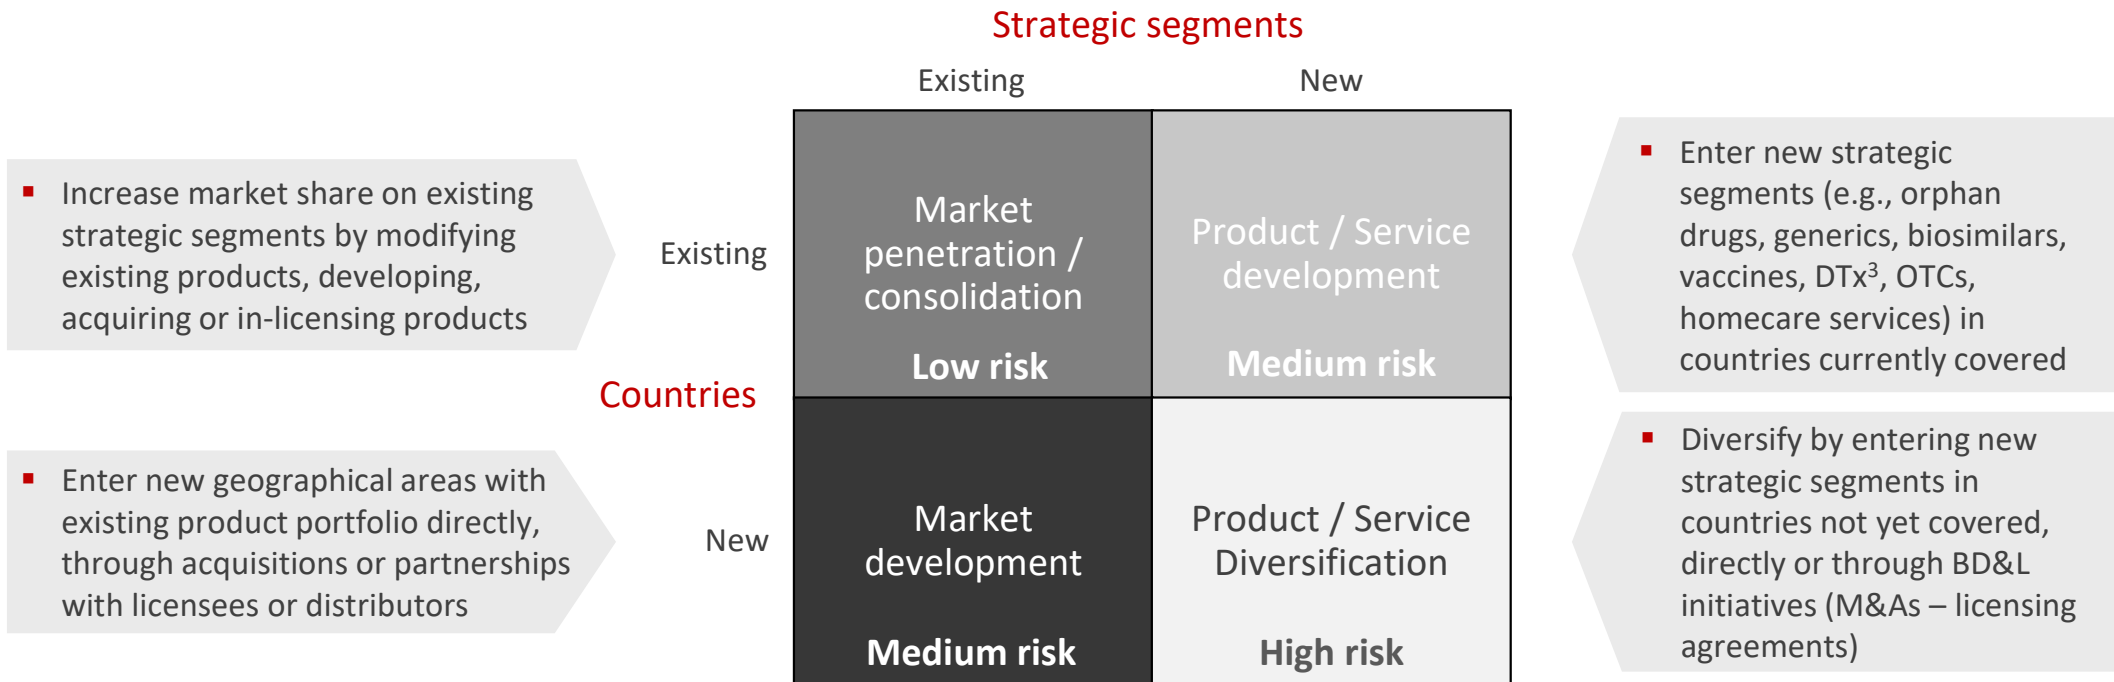 Strategic segments
Existing
New
▪ Increase market share on existing
strategic segments by modifying
existing products, developing,
acquiring or in-licensing products
Existing
Market
penetration /
consolidation
Low risk
Product / Service
development
Medium risk
▪ Enter new strategic
segments (e.g., orphan
drugs, generics, biosimilars,
vaccines, DTx³, OTCs,
homecare services) in
countries currently covered
Countries
▪ Enter new geographical areas with
existing product portfolio directly,
through acquisitions or partnerships
with licensees or distributors
New
Market
development
Medium risk
Product / Service
Diversification
High risk
▪ Diversify by entering new
strategic segments in
countries not yet covered,
directly or through BD&L
initiatives (M&As – licensing
agreements)